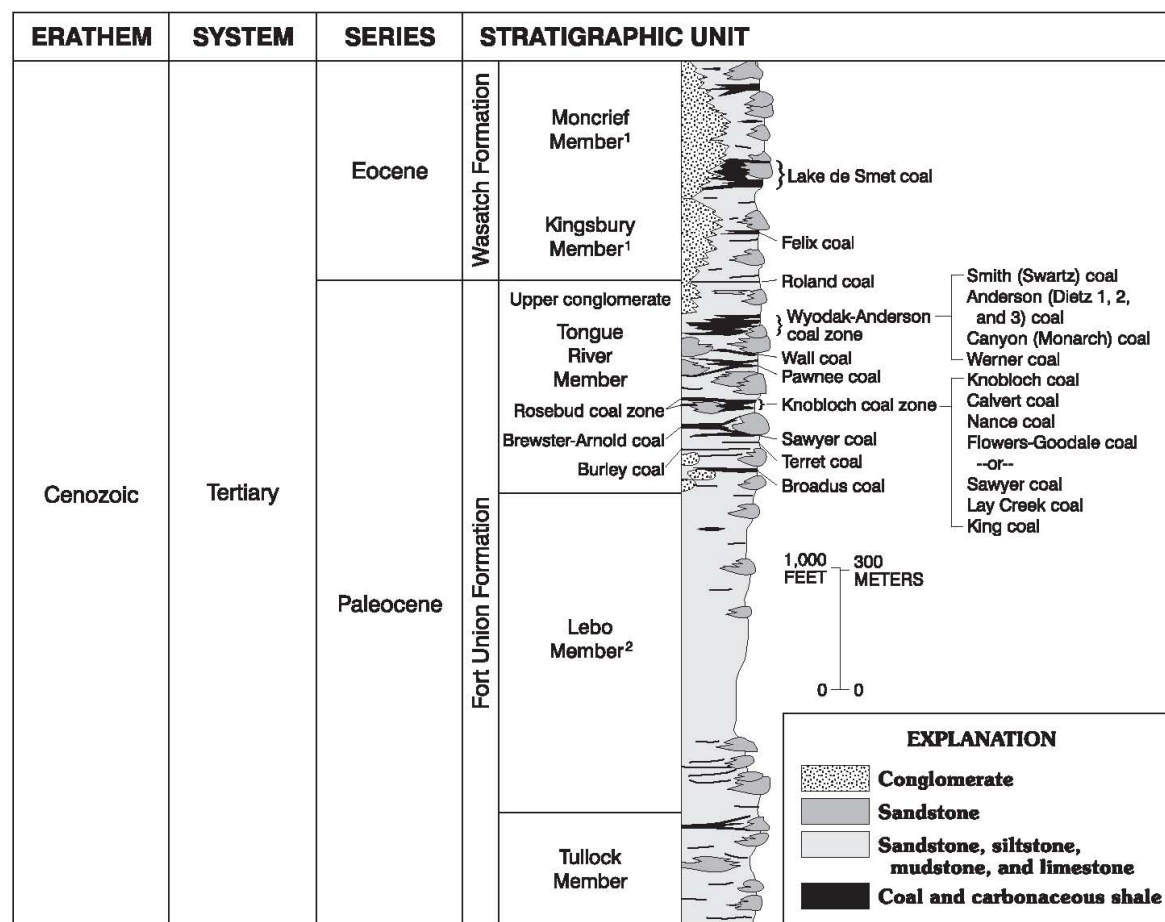 ERATHEM
SYSTEM
SERIES
STRATIGRAPHIC UNIT
Cenozoic
Tertiary
Eocene
Paleocene
Wasatch Formation
Fort Union Formation
Moncrief
Member¹
Kingsbury
Member¹
Upper conglomerate
Tongue
River
Member
Rosebud coal zone
Brewster-Arnold coal
Burley coal
Lebo
Member²
Tullock
Member
Lake de Smet coal
Felix coal
Roland coal
Wyodak-Anderson
coal zone
Wall coal
Pawnee coal
Knobloch coal zone
Sawyer coal
Terret coal
Broadus coal
Smith (Swartz) coal
Anderson (Dietz 1, 2,
and 3) coal
Canyon (Monarch) coal
Werner coal
Knobloch coal
Calvert coal
Nance coal
Flowers-Goodale coal
--or--
Sawyer coal
Lay Creek coal
King coal
1,000 300
FEET METERS
0 0
EXPLANATION
Conglomerate
Sandstone
Sandstone, siltstone,
mudstone, and limestone
Coal and carbonaceous shale